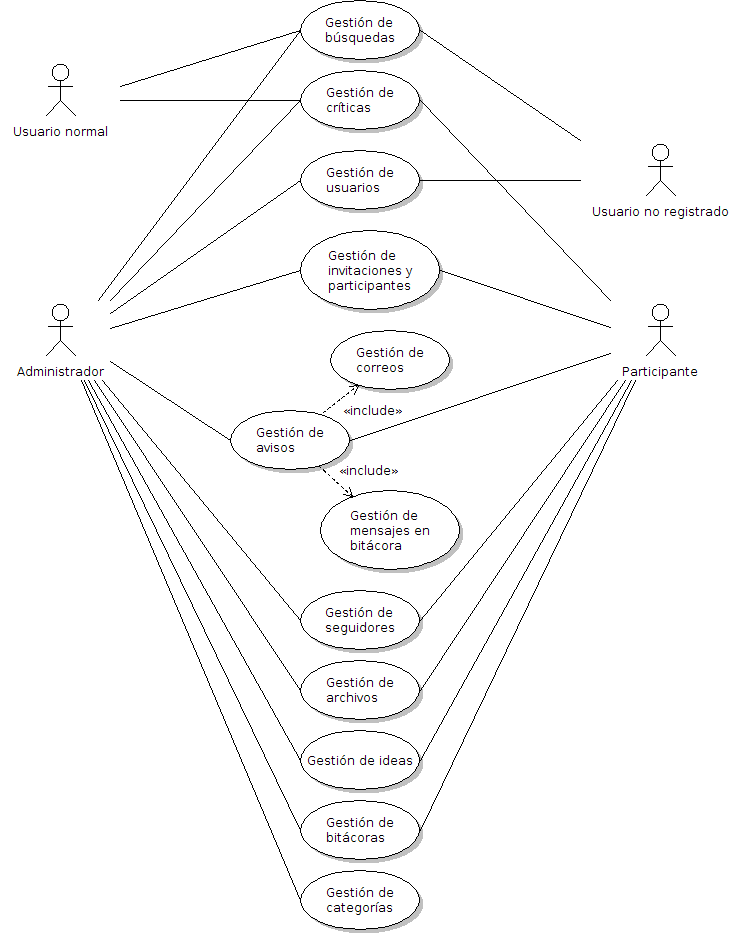 Gestión de
búsquedas
Gestión de
críticas
Usuario normal
Gestión de
usuarios
Usuario no registrado
Gestión de
invitaciones y
participantes
Administrador
Participante
Gestión de
correos
«include»
Gestión de
avisos
«include»
Gestión de
mensajes en
bitácora
Gestión de
seguidores
Gestión de
archivos
Gestión de ideas
Gestión de
bitácoras
Gestión de
categorías